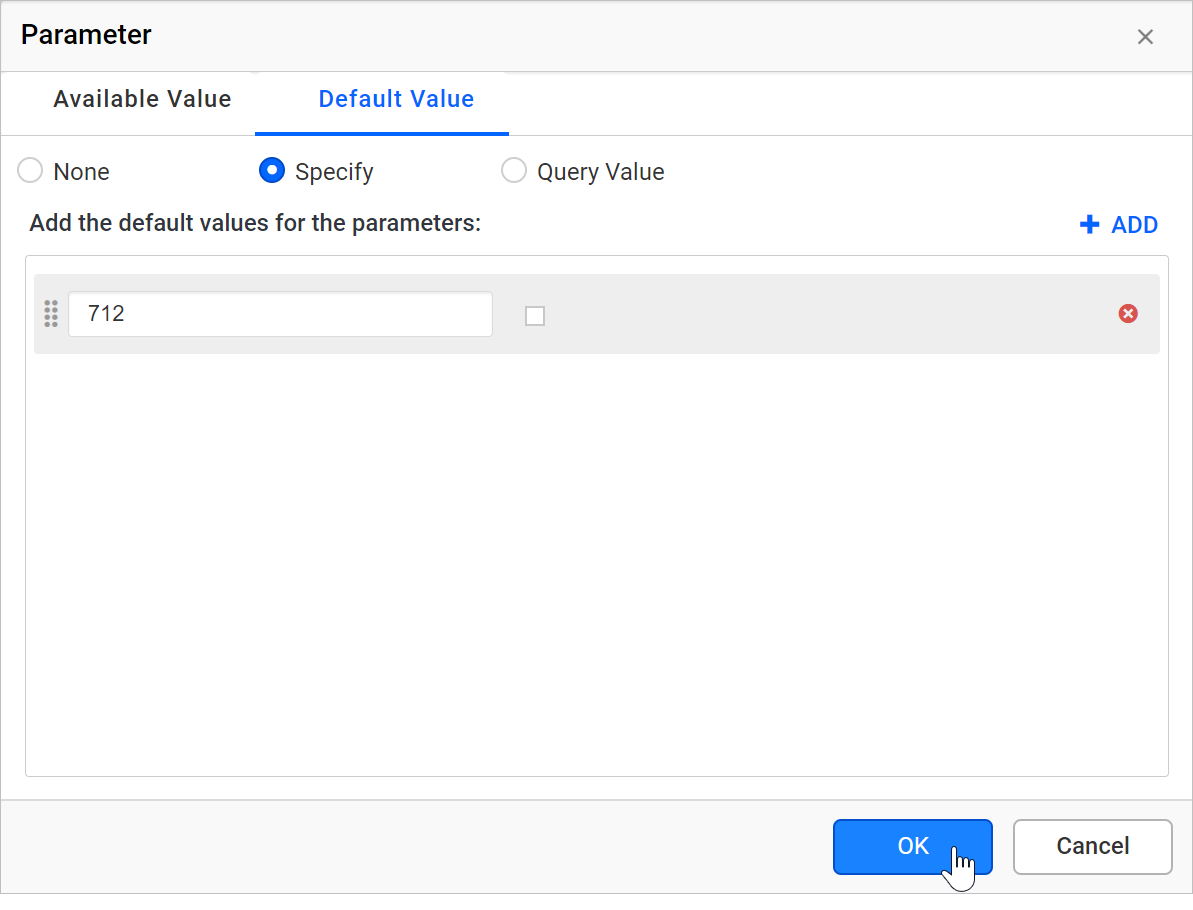 Parameter
Available Value Default Value
None Specify Query Value
Add the default values for the parameters: ADD
712
OK Cancel